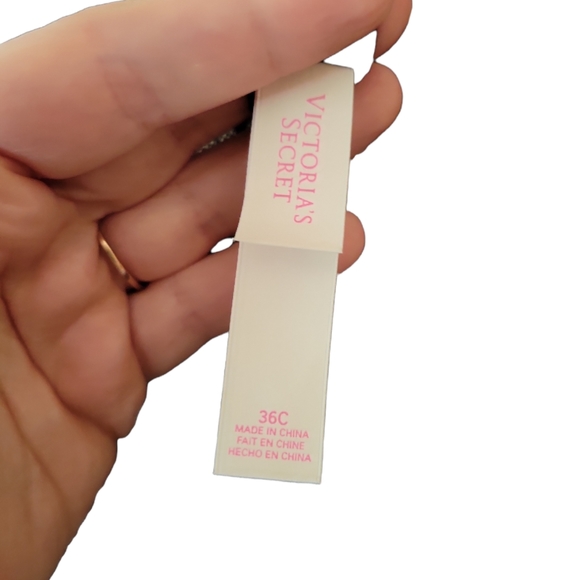 VICTORIA'S
SECRET
36C
MADE IN CHINA
FAIT EN CHINE
HECHO EN CHINA